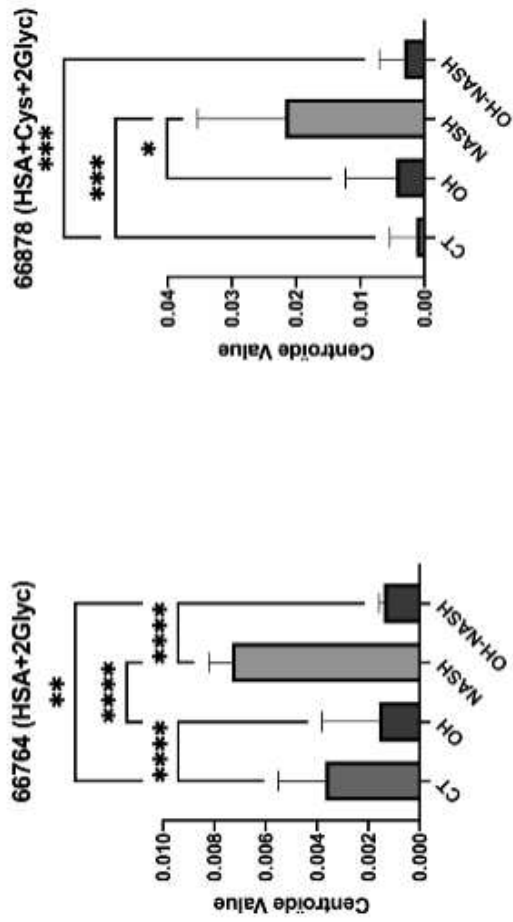 66764 (HSA+2Glyc)
**
****
****
****
Centroïde Value
0.010
0.008
0.006
0.004
0.002
0.000
CT
OH
NASH
OH-NASH
66878 (HSA+Cys+2Glyc)
***
***
*
Centroïde Value
0.04
0.03
0.02
0.01
0.00
CT
OH
NASH
OH-NASH